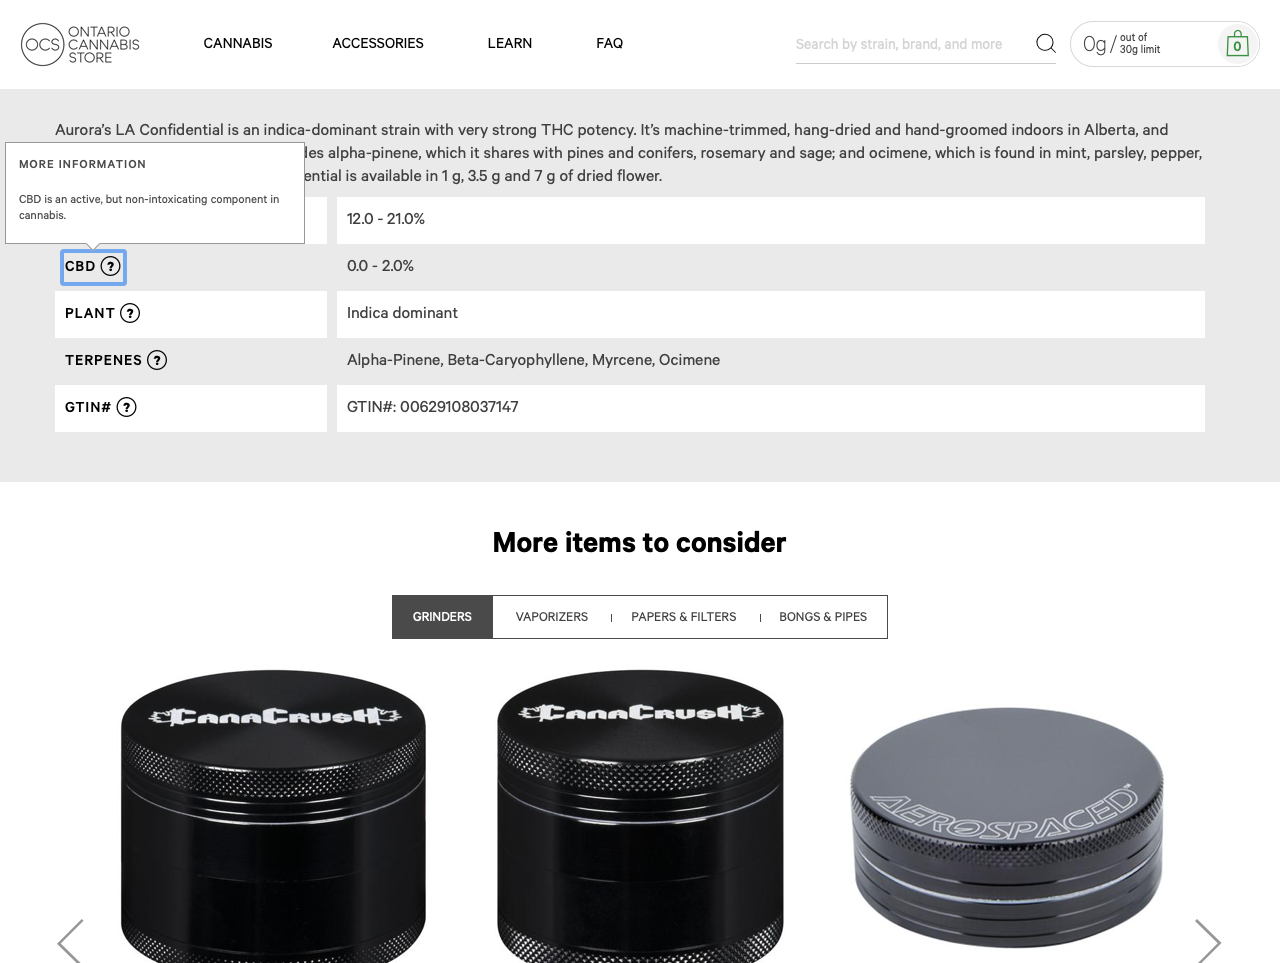 ONTARIO
CANNABIS
STORE
OCS
CANNABIS
ACCESSORIES
LEARN
FAQ
Search by strain, brand, and more
0g / out of
30g limit
0
Aurora’s LA Confidential is an indica-dominant strain with very strong THC potency. It’s machine-trimmed, hang-dried and hand-groomed indoors in Alberta, and
des alpha-pinene, which it shares with pines and conifers, rosemary and sage; and ocimene, which is found in mint, parsley, pepper,
ential is available in 1 g, 3.5 g and 7 g of dried flower.
MORE INFORMATION
CBD is an active, but non-intoxicating component in
cannabis.
12.0 - 21.0%
CBD ? 0.0 - 2.0%
PLANT ? Indica dominant
TERPENES ? Alpha-Pinene, Beta-Caryophyllene, Myrcene, Ocimene
GTIN# ? GTIN#: 00629108037147
More items to consider
GRINDERS
VAPORIZERS
PAPERS & FILTERS
BONGS & PIPES
CANACRUSH
CANACRUSH
AEROSPACED™